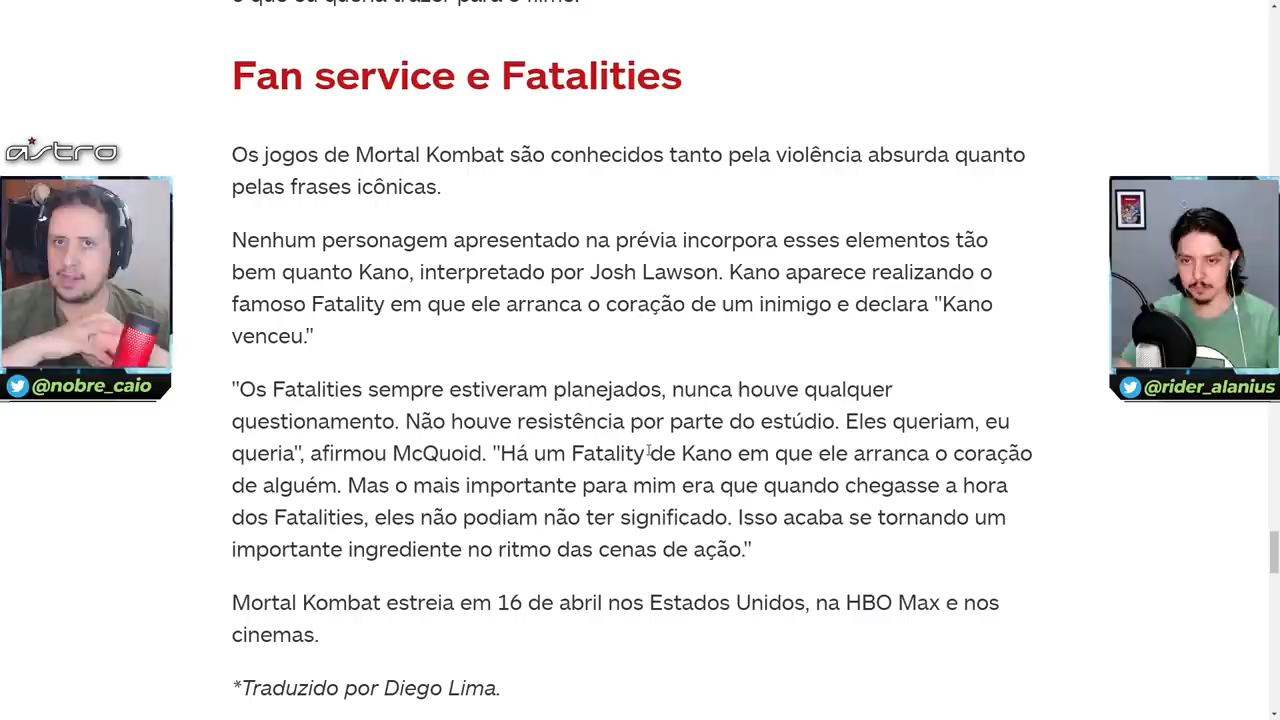 Fan service e Fatalities
astro
Os jogos de Mortal Kombat são conhecidos tanto pela violência absurda quanto
pelas frases icônicas.
Nenhum personagem apresentado na prévia incorpora esses elementos tão
bem quanto Kano, interpretado por Josh Lawson. Kano aparece realizando o
famoso Fatality em que ele arranca o coração de um inimigo e declara "Kano
venceu."
@nobre_caio
@rider_alanius
"Os Fatalities sempre estiveram planejados, nunca houve qualquer
questionamento. Não houve resistência por parte do estúdio. Eles queriam, eu
queria", afirmou McQuoid. "Há um Fatality de Kano em que ele arranca o coração
de alguém. Mas o mais importante para mim era que quando chegasse a hora
dos Fatalities, eles não podiam não ter significado. Isso acaba se tornando um
importante ingrediente no ritmo das cenas de ação."
Mortal Kombat estreia em 16 de abril nos Estados Unidos, na HBO Max e nos
cinemas.
*Traduzido por Diego Lima.